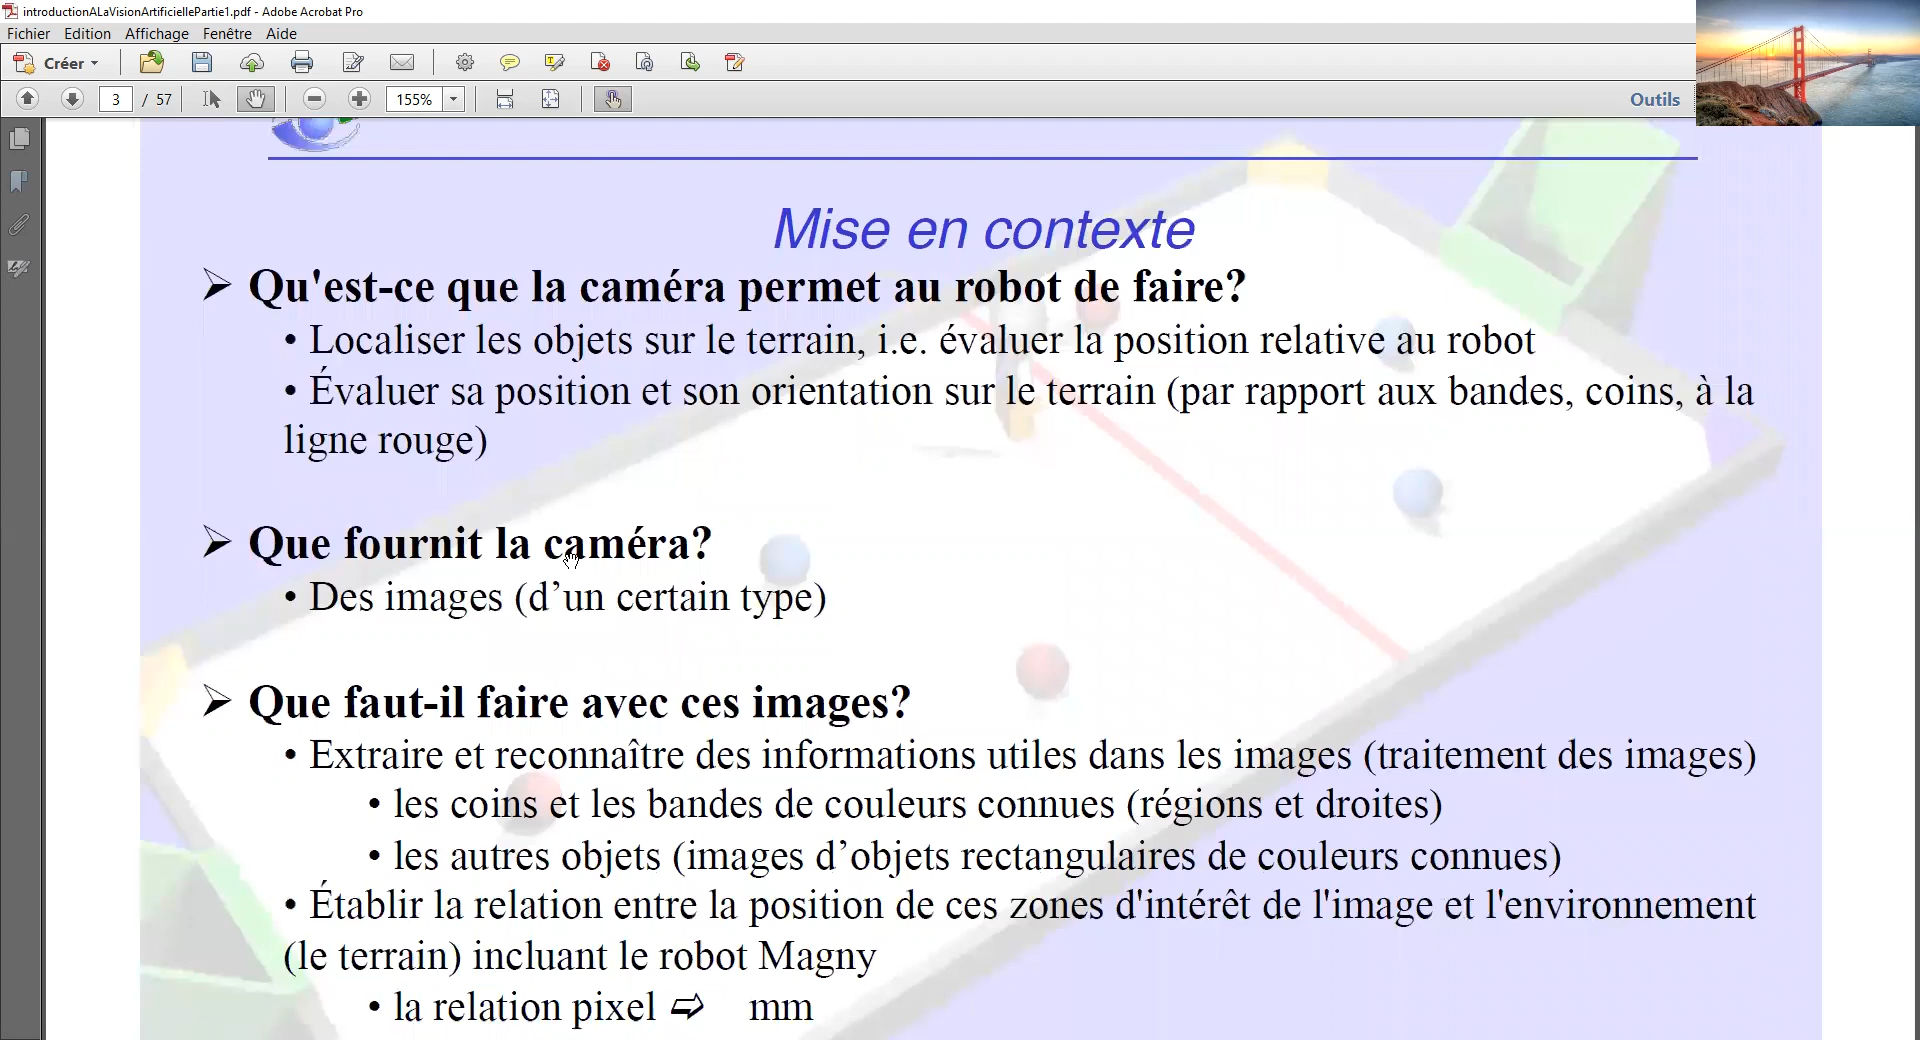 introductionALaVisionArtificiellePartie1.pdf - Adobe Acrobat Pro
Fichier Edition Affichage Fenêtre Aide
Créer
3 / 57 155% Outils
Mise en contexte
➢ Qu'est-ce que la caméra permet au robot de faire?
• Localiser les objets sur le terrain, i.e. évaluer la position relative au robot
• Évaluer sa position et son orientation sur le terrain (par rapport aux bandes, coins, à la
ligne rouge)
➢ Que fournit la caméra?
• Des images (d’un certain type)
➢ Que faut-il faire avec ces images?
• Extraire et reconnaître des informations utiles dans les images (traitement des images)
• les coins et les bandes de couleurs connues (régions et droites)
• les autres objets (images d’objets rectangulaires de couleurs connues)
• Établir la relation entre la position de ces zones d'intérêt de l'image et l'environnement
(le terrain) incluant le robot Magny
• la relation pixel ➯ mm